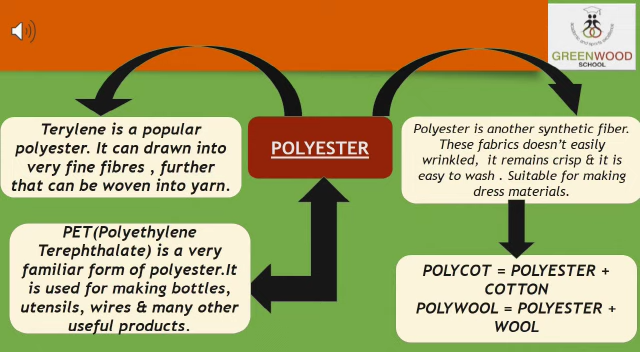 GREENWOOD
SCHOOL
Terylene is a popular
polyester. It can drawn into
very fine fibres , further
that can be woven into yarn.
POLYESTER
Polyester is another synthetic fiber.
These fabrics doesn't easily
wrinkled, it remains crisp & it is
easy to wash . Suitable for making
dress materials.
PET(Polyethylene
Terephthalate) is a very
familiar form of polyester.It
is used for making bottles,
utensils, wires & many other
useful products.
POLYCOT = POLYESTER +
COTTON
POLYWOOL = POLYESTER +
WOOL